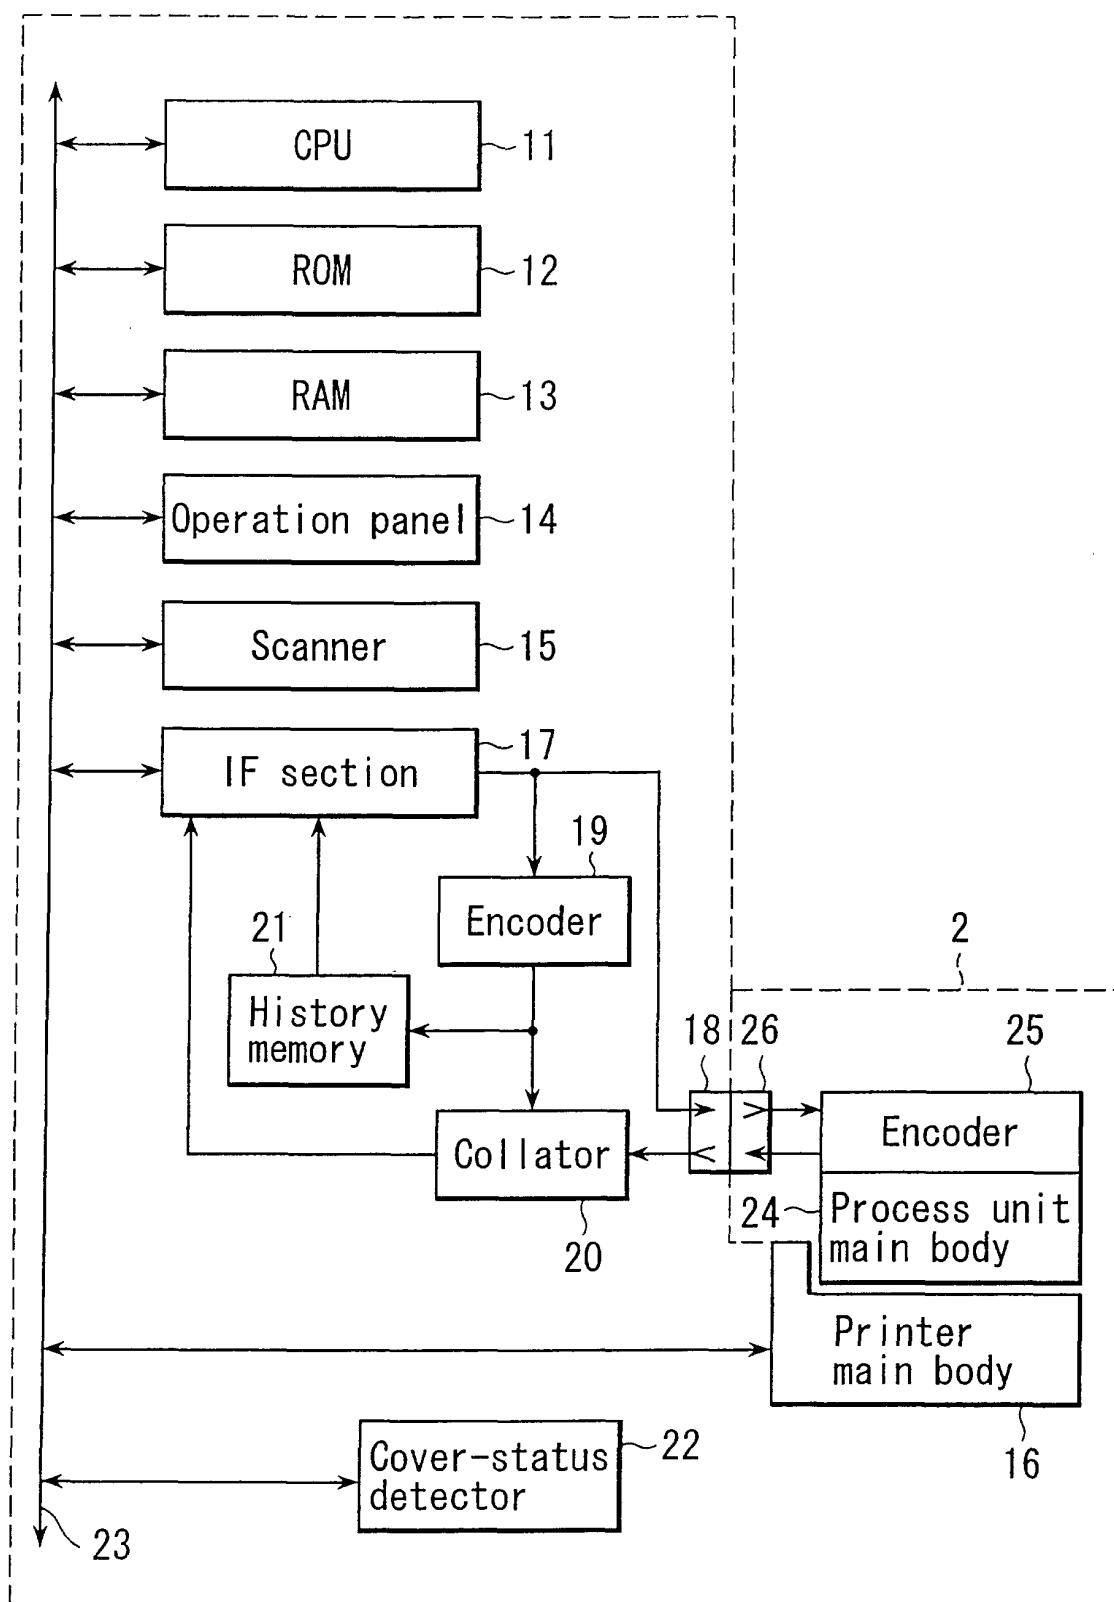 CPU 11
ROM 12
RAM 13
Operation panel 14
Scanner 15
IF section 17
19
Encoder
21
History
memory
2
18 26 25
Encoder
Collator
20
24
Process unit
main body
Printer
main body
16
Cover-status
detector
22
23